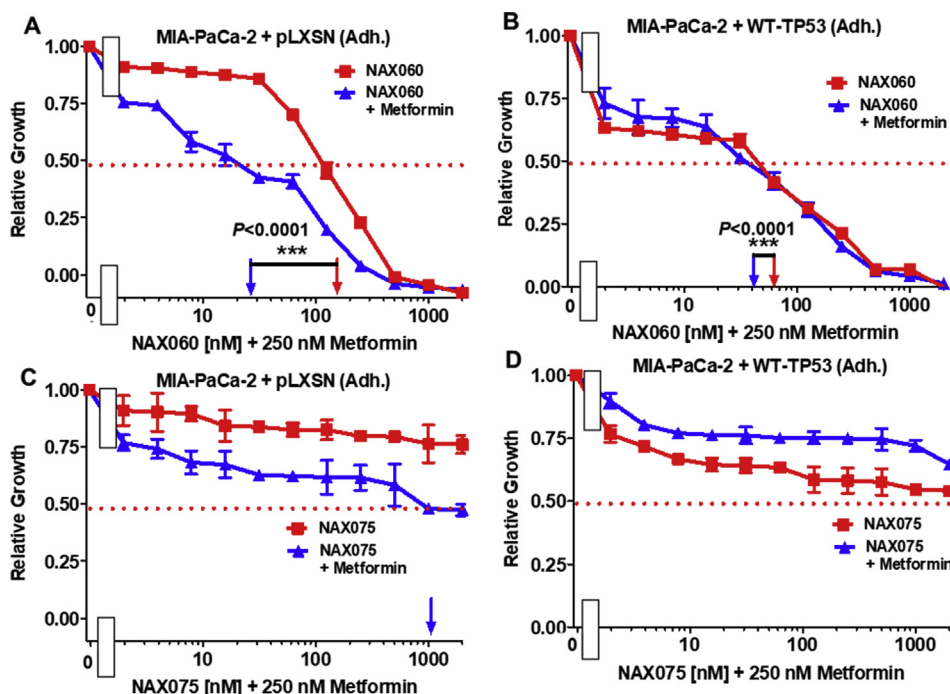 A
MIA-PaCa-2 + pLXSN (Adh.)
NAX060
NAX060
+ Metformin
Relative Growth
1.00
0.75
0.50
0.25
0.00
P<0.0001
***
0 10 100 1000
NAX060 [nM] + 250 nM Metformin
B
MIA-PaCa-2 + WT-TP53 (Adh.)
NAX060
NAX060
+ Metformin
Relative Growth
1.00
0.75
0.50
0.25
0.00
P<0.0001
***
0 10 100 1000
NAX060 [nM] + 250 nM Metformin
C
MIA-PaCa-2 + pLXSN (Adh.)
Relative Growth
1.00
0.75
0.50
0.25
0.00
NAX075
NAX075
+ Metformin
0 10 100 1000
NAX075 [nM] + 250 nM Metformin
D
MIA-PaCa-2 + WT-TP53 (Adh.)
Relative Growth
1.00
0.75
0.50
0.25
0.00
NAX075
NAX075
+ Metformin
0 10 100 1000
NAX075 [nM] + 250 nM Metformin